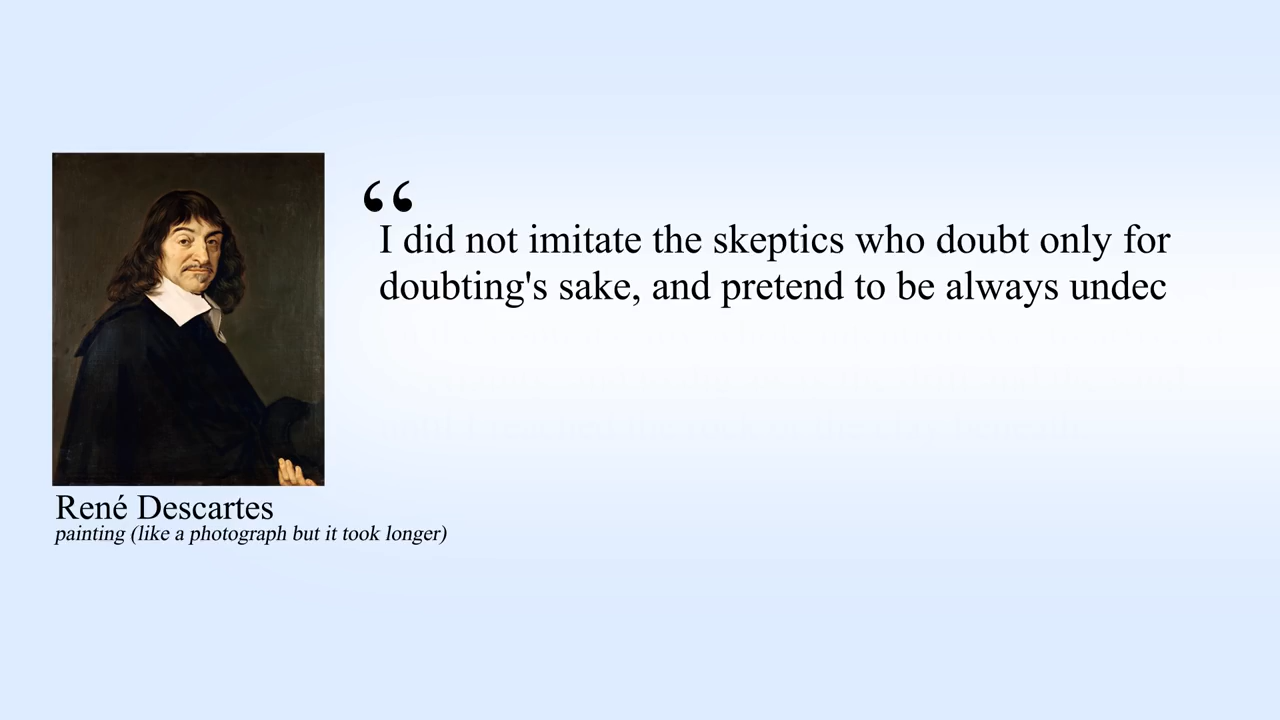 “
I did not imitate the skeptics who doubt only for
doubting's sake, and pretend to be always undec
René Descartes
painting (like a photograph but it took longer)